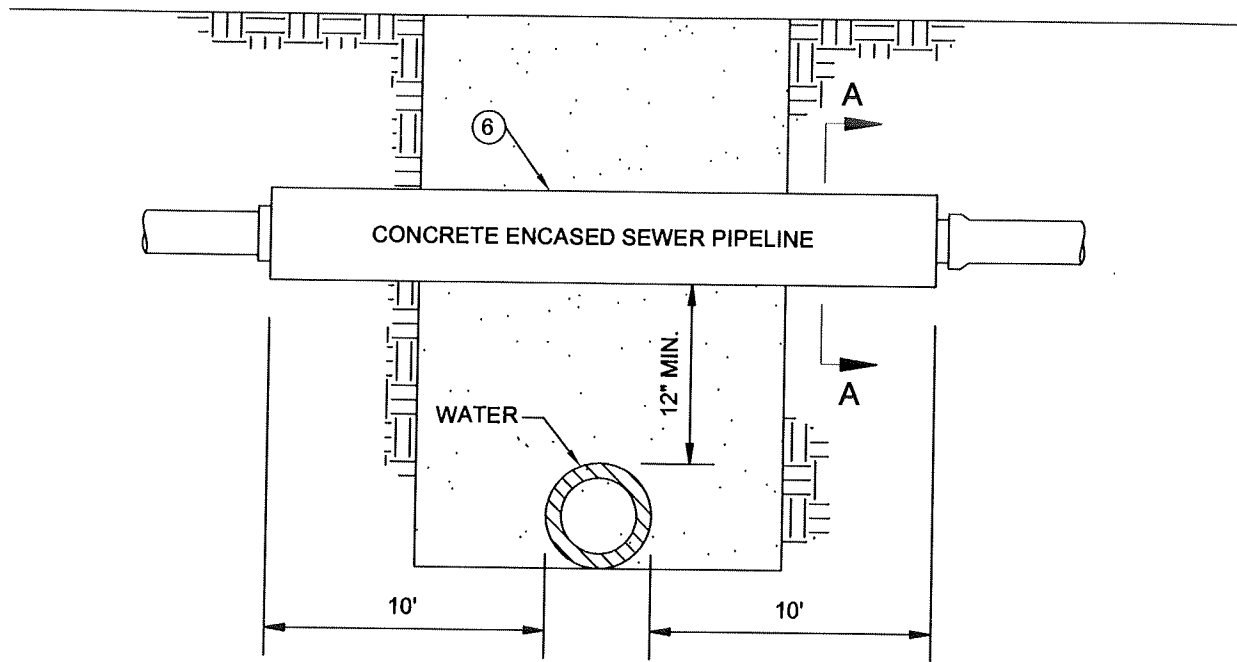 A
6
CONCRETE ENCASED SEWER PIPELINE
12" MIN.
A
WATER
10'
10'